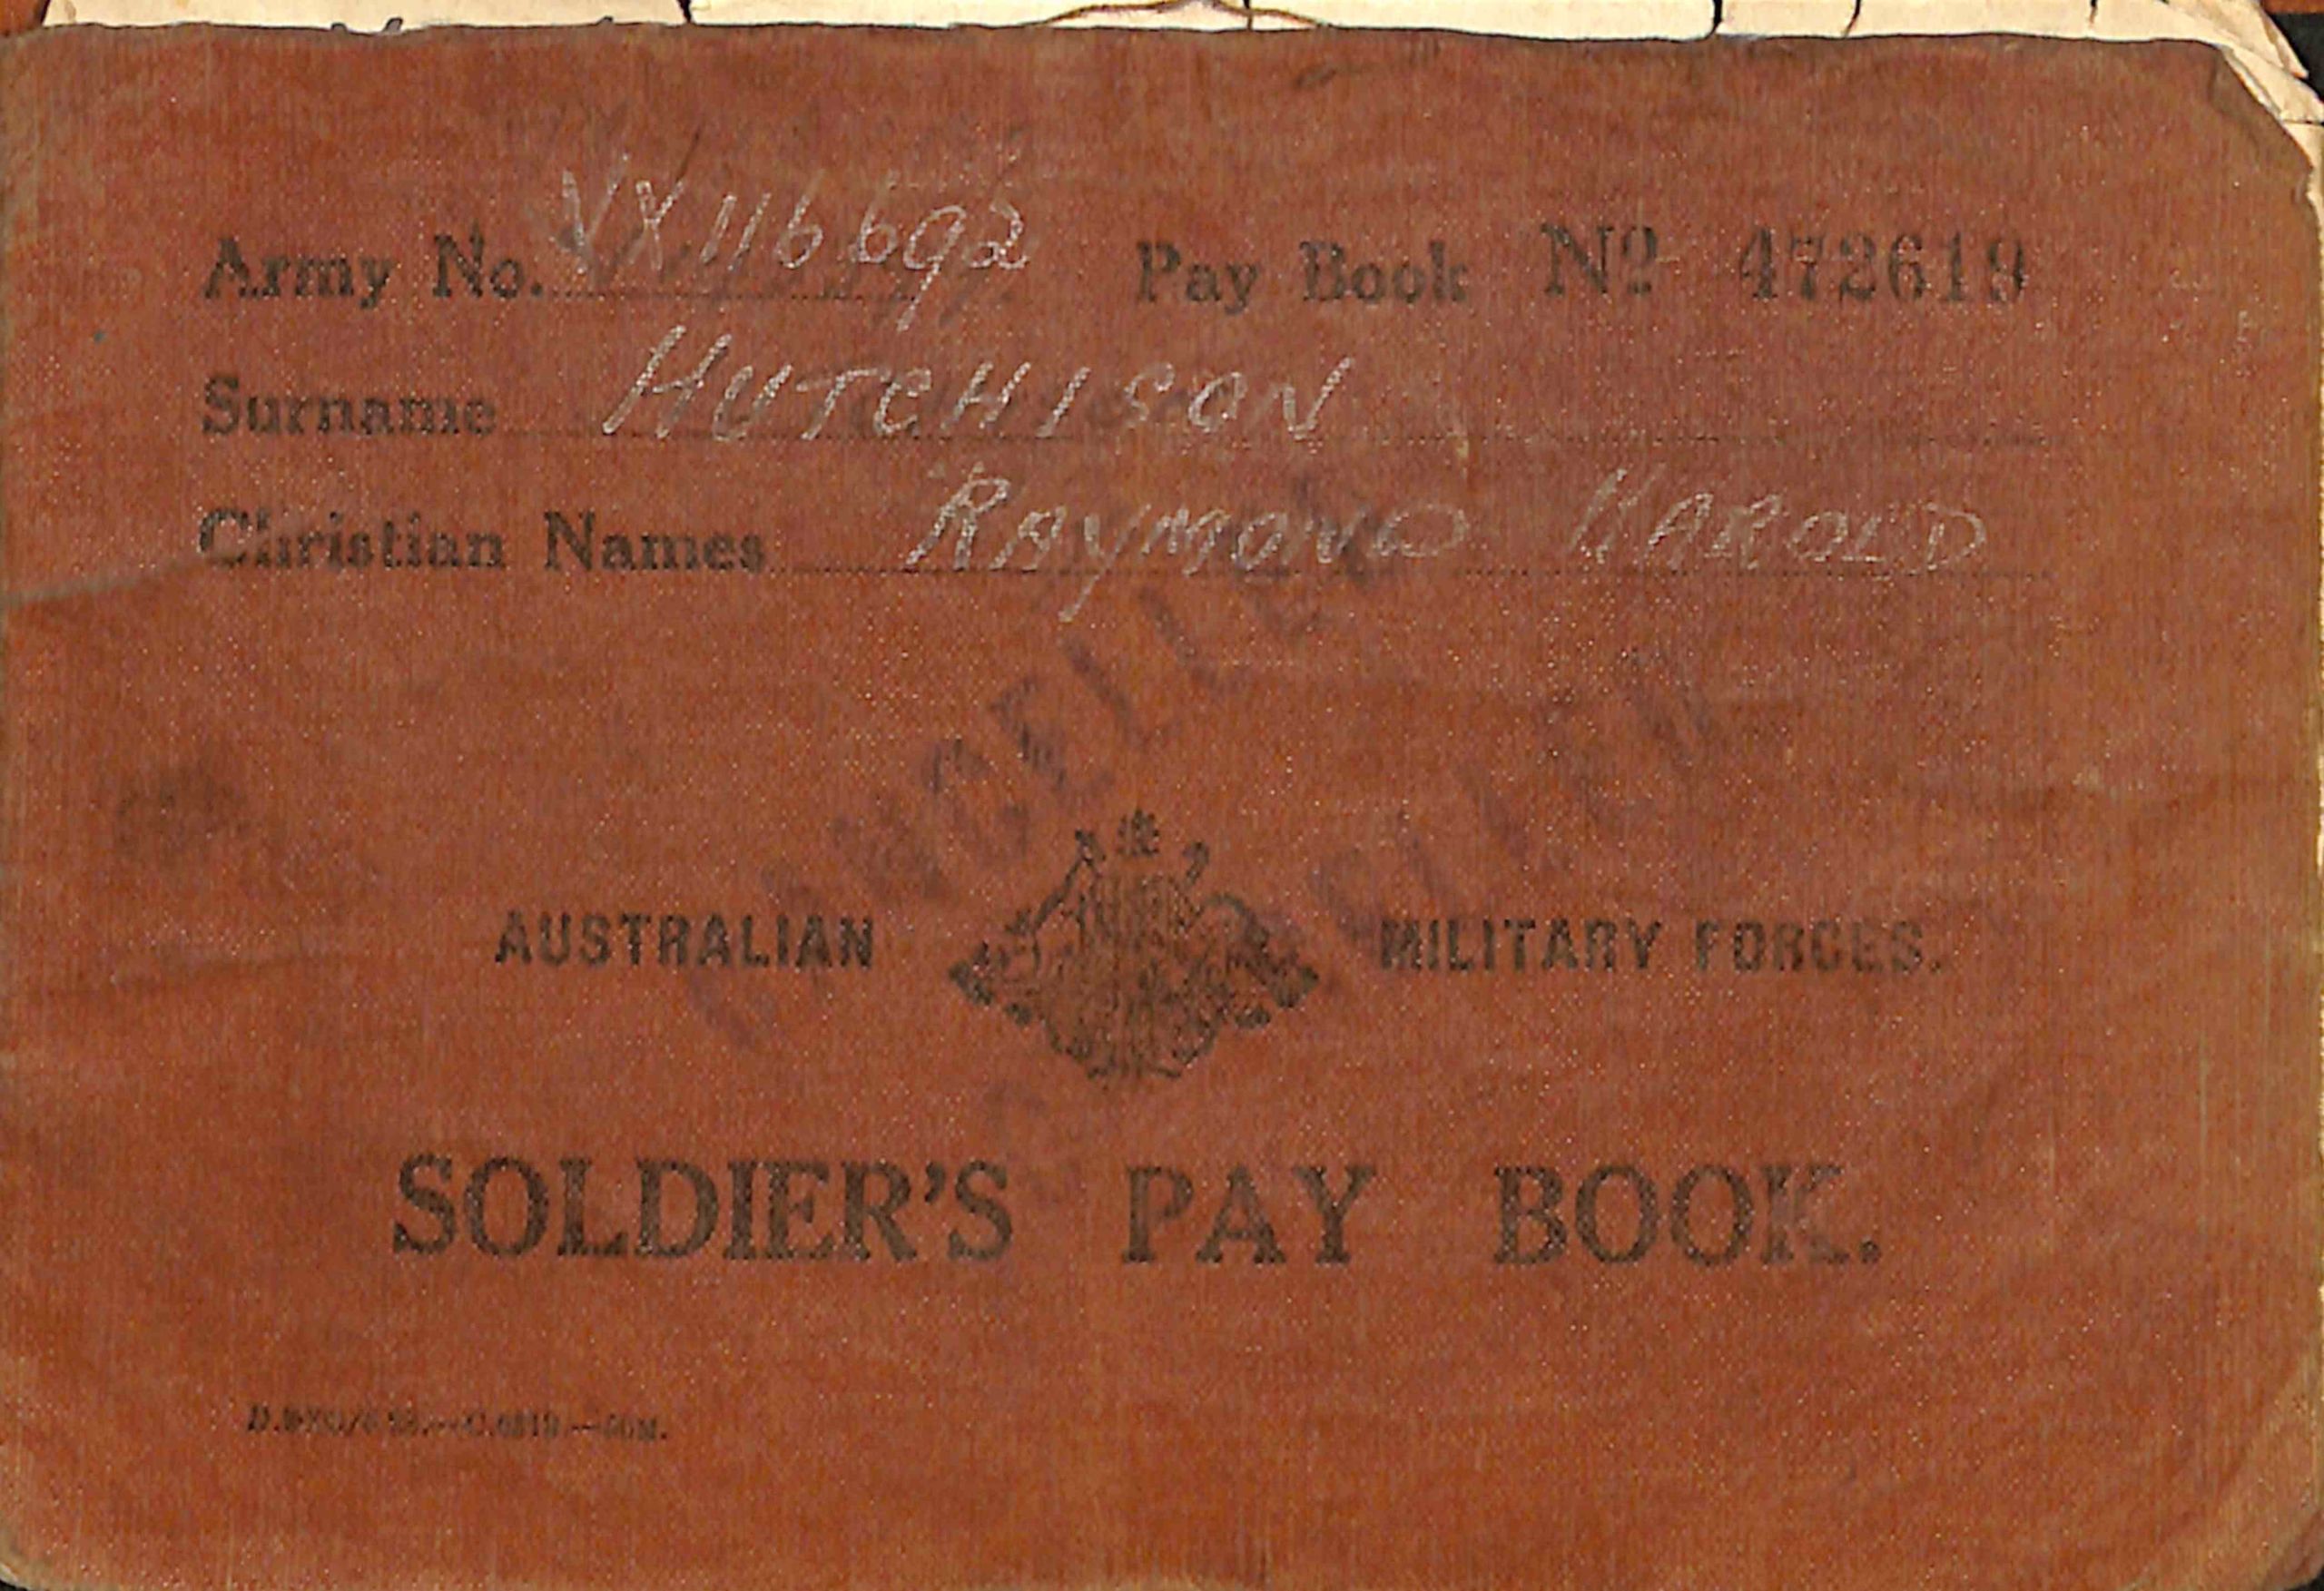 Army No. VX116692 Pay Book No 472619
Surname HUTCHISON
Christian Names RAYMOND HAROLD
CANCELLED
AUSTRALIAN MILITARY FORCES.
SOLDIER'S PAY BOOK.